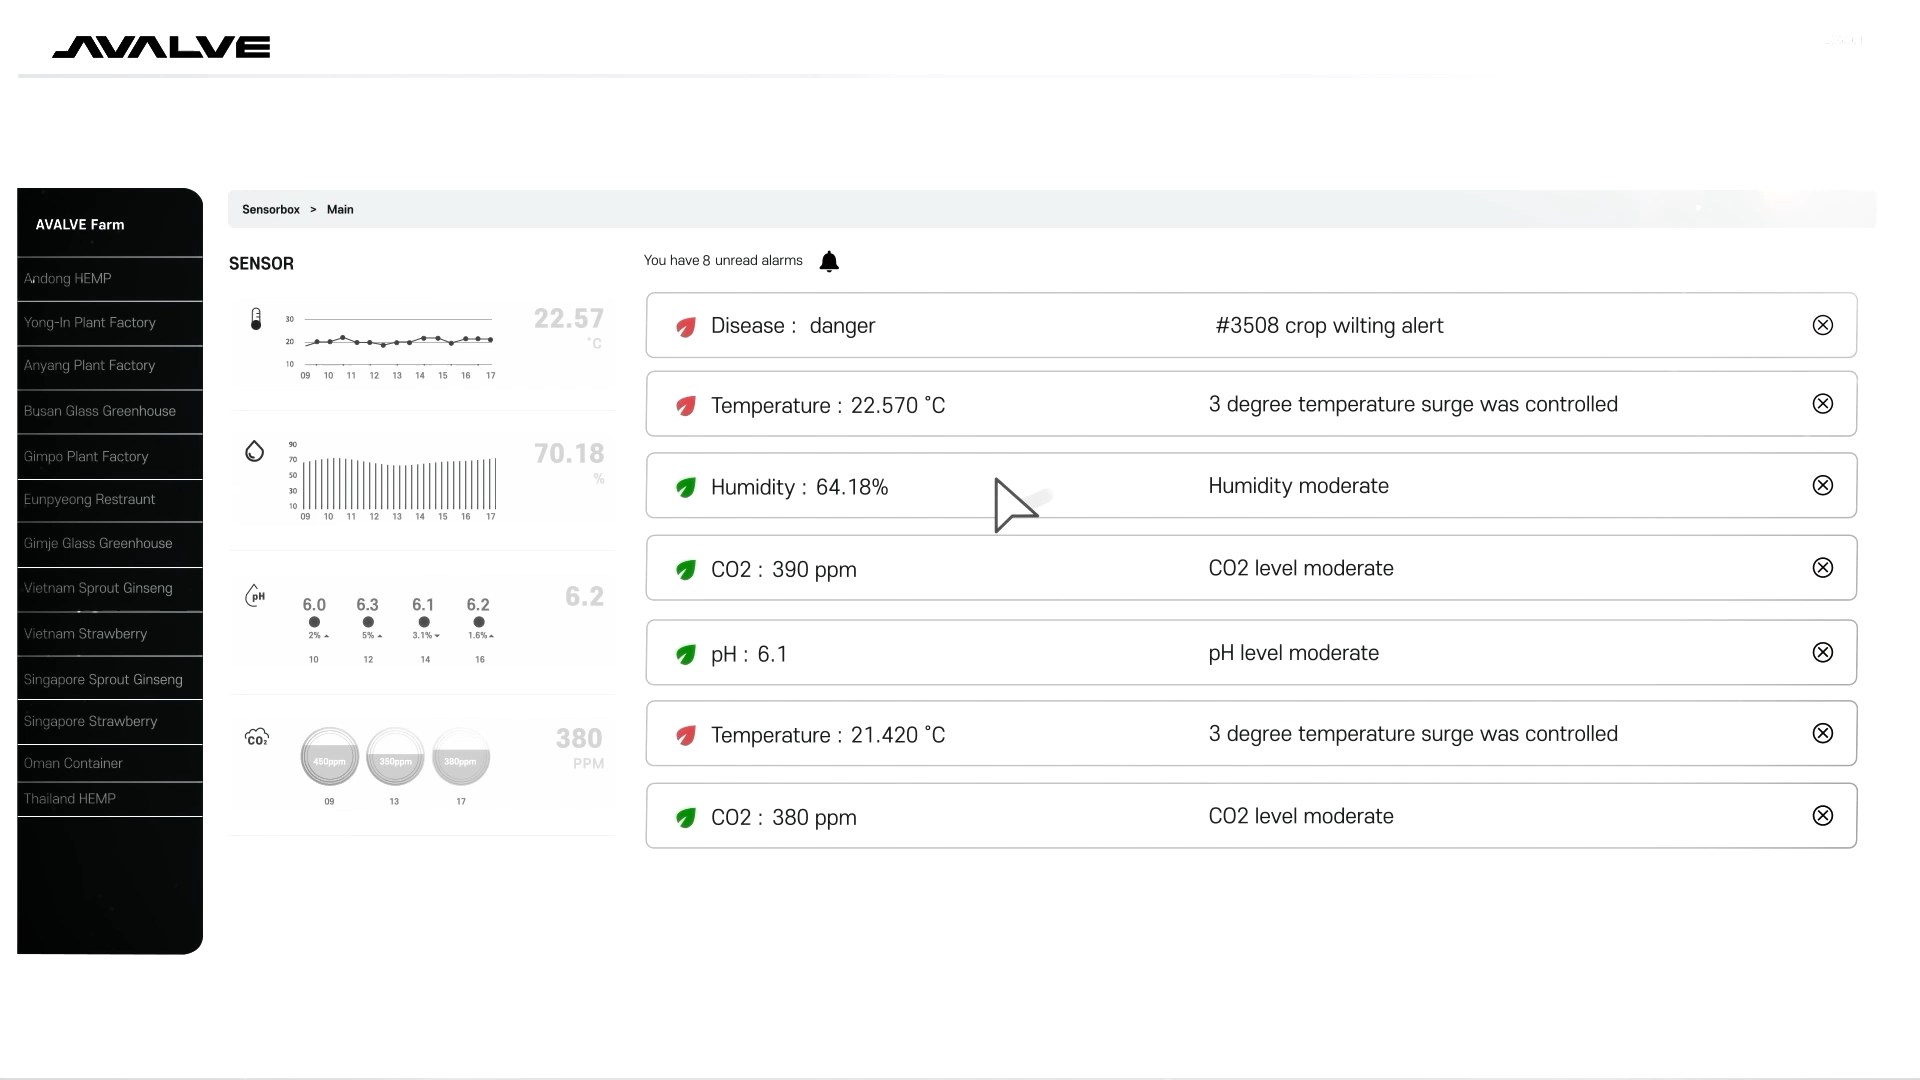 AVALVE
AVALVE Farm
Andong HEMP
Yong-In Plant Factory
Anyang Plant Factory
Busan Glass Greenhouse
Gimpo Plant Factory
Eunpyeong Restraunt
Gimje Glass Greenhouse
Vietnam Sprout Ginseng
Vietnam Strawberry
Singapore Sprout Ginseng
Singapore Strawberry
Oman Container
Thailand HEMP
Sensorbox > Main
SENSOR
30
20
10
09 10 11 12 13 14 15 16 17
22.57
°C
90
70
50
30
10
09 10 11 12 13 14 15 16 17
70.18
%
pH
6.0 6.3 6.1 6.2
2% 5% 3.1% 1.6%
10 12 14 16
6.2
CO₂
450ppm 350ppm 380ppm
09 13 17
380
PPM
You have 8 unread alarms
Disease : danger #3508 crop wilting alert
Temperature : 22.570 °C 3 degree temperature surge was controlled
Humidity : 64.18% Humidity moderate
CO2 : 390 ppm CO2 level moderate
pH : 6.1 pH level moderate
Temperature : 21.420 °C 3 degree temperature surge was controlled
CO2 : 380 ppm CO2 level moderate